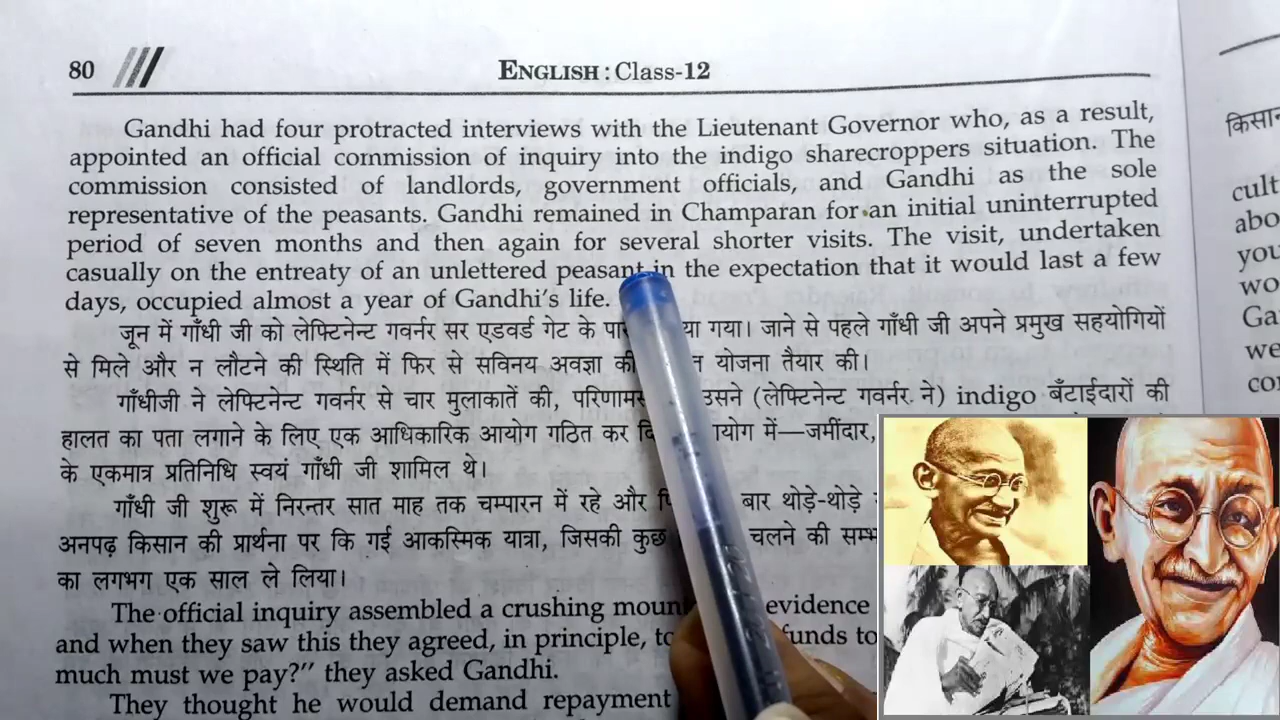 80
ENGLISH : Class-12
Gandhi had four protracted interviews with the Lieutenant Governor who, as a result,
appointed an official commission of inquiry into the indigo sharecroppers situation. The
commission consisted of landlords, government officials, and Gandhi as the sole
representative of the peasants. Gandhi remained in Champaran for an initial uninterrupted
period of seven months and then again for several shorter visits. The visit, undertaken
casually on the entreaty of an unlettered peasant in the expectation that it would last a few
days, occupied almost a year of Gandhi's life.
जून में गाँधी जी को लेफ्टिनेन्ट गवर्नर सर एडवर्ड गेट के गया। जाने से पहले गाँधी जी अपने प्रमुख सहयोगियों
से मिले और न लौटने की स्थिति में फिर से सविनय अवज्ञा की योजना तैयार की।
गाँधीजी ने लेफ्टिनेन्ट गवर्नर से चार मुलाकातें की, उसने (लेफ्टिनेन्ट गवर्नर ने) indigo बँटाईदारों की
हालत का पता लगाने के लिए एक आधिकारिक आयोग गठित कर में—जमींदार,
के एकमात्र प्रतिनिधि स्वयं गाँधी जी शामिल थे।
गाँधी जी शुरू में निरन्तर सात माह तक चम्पारन में रहे और बार थोड़े-थोड़े
अनपढ़ किसान की प्रार्थना पर कि गई आकस्मिक यात्रा, जिसकी कुछ चलने की
का लगभग एक साल ले लिया।
The official inquiry assembled a crushing evidence
and when they saw this they agreed, in principle,
much must we pay?" they asked Gandhi.
They thought he would demand repayment
cult
abo
you
wo
Ga
we
co